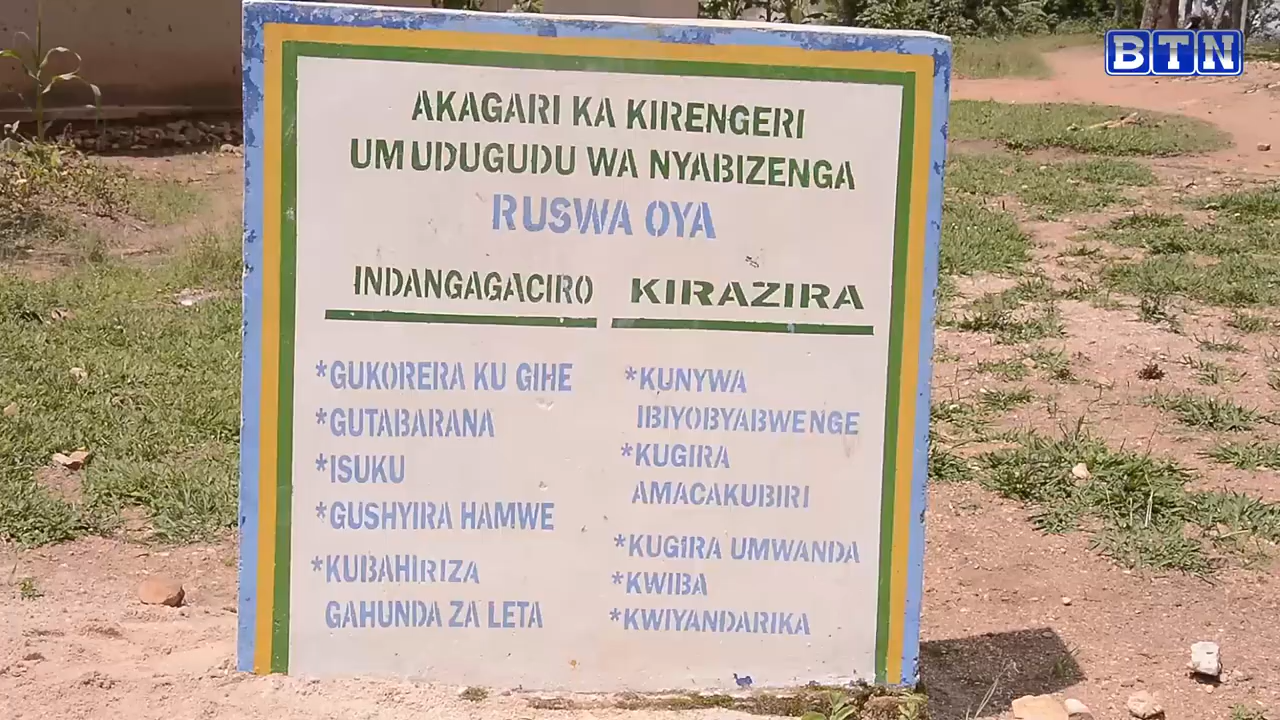 BTN
AKAGARI KA KIRENGERI
UMUDUGUDU WA NYABIZENGA
RUSWA OYA
INDANGAGACIRO
*GUKORERA KU GIHE
*GUTABARANA
*ISUKU
*GUSHYIRA HAMWE
*KUBAHIRIZA
GAHUNDA ZA LETA
KIRAZIRA
*KUNYWA
IBIYOBYABWENGE
*KUGIRA
AMACAKUBIRI
*KUGIRA UMWANDA
*KWIBA
*KWIYANDARIKA